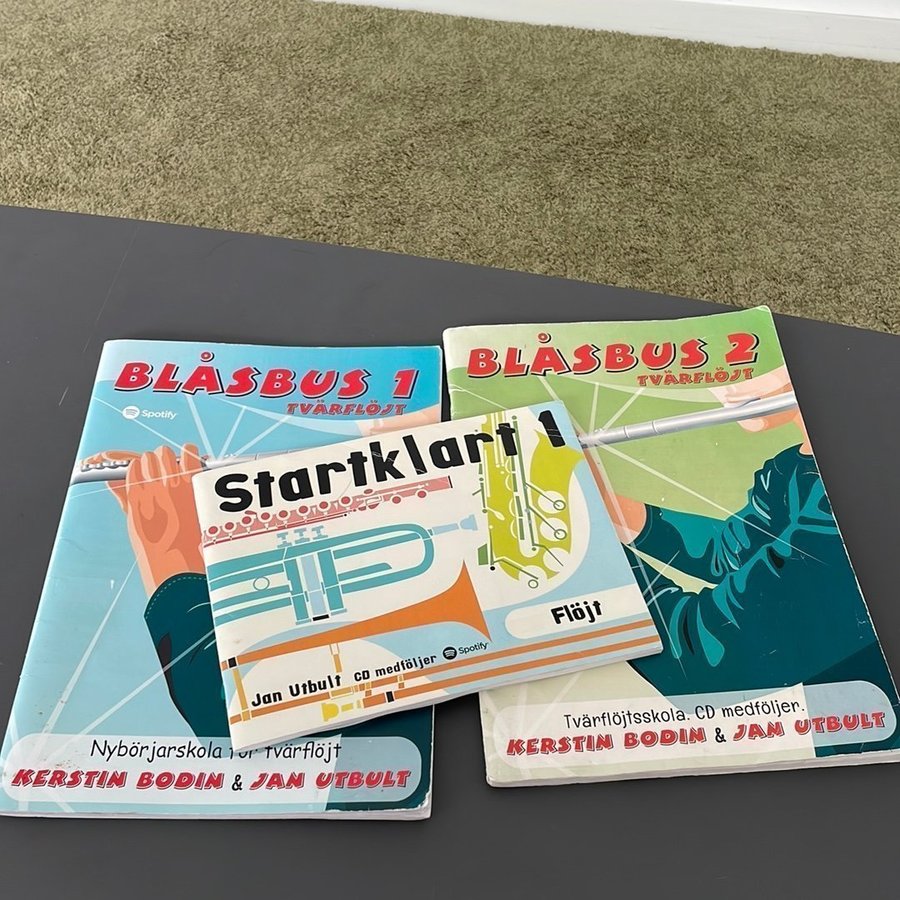 BLÅSBUS 1
TVÄRFLÖJT
Spotify
Nybörjarskola för tvärflöjt
KERSTIN BODIN & JAN UTBULT
Startklart 1
Flöjt
Jan Utbult CD medföljer Spotify
BLÅSBUS 2
TVÄRFLÖJT
Tvärflöjtsskola. CD medföljer.
KERSTIN BODIN & JAN UTBULT